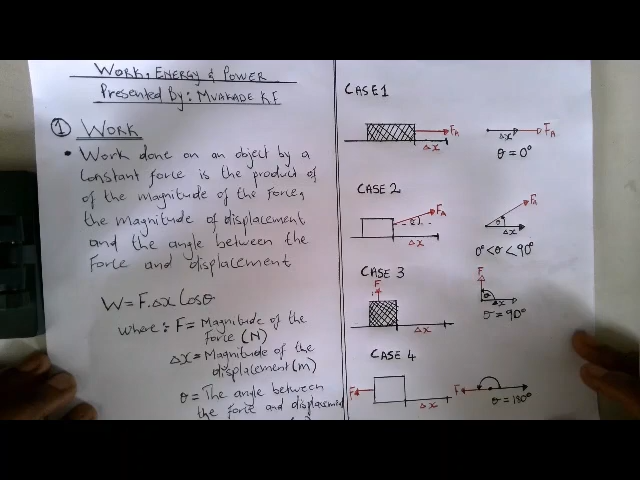 WORK, ENERGY & POWER
Presented By: MVAKADE KF
① WORK
• Work done on an object by a
constant force is the product of
of the magnitude of the force,
the magnitude of displacement
and the angle between the
Force and displacement
W = F.Δx Cosθ
where: F = Magnitude of the
force (N)
Δx = Magnitude of the
displacement (m)
θ = The angle between
the force and displacement
CASE 1
FA
Δx
Δx
FA
θ = 0°
CASE 2
FA
θ
Δx
FA
θ
Δx
0° < θ < 90°
CASE 3
F
Δx
F
θ
Δx
θ = 90°
CASE 4
F
Δx
F
θ = 180°